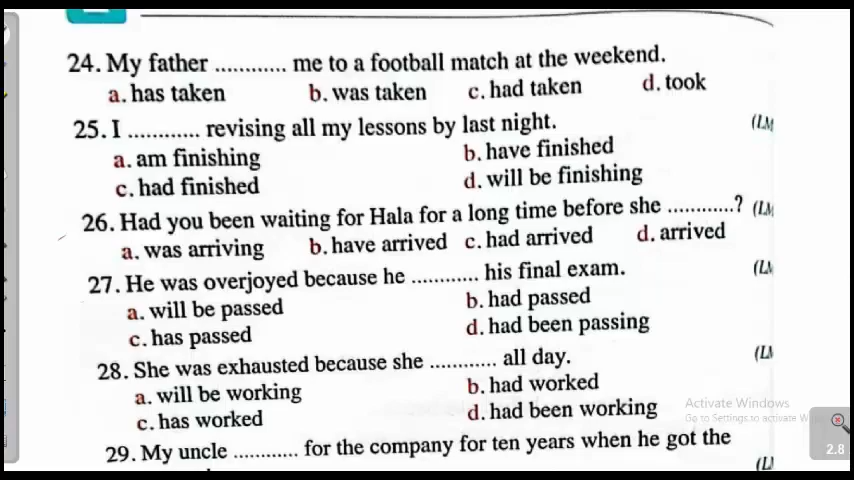 24. My father ............ me to a football match at the weekend.
a. has taken b. was taken c. had taken d. took
25. I ............ revising all my lessons by last night. (LM
a. am finishing b. have finished
c. had finished d. will be finishing
26. Had you been waiting for Hala for a long time before she ............? (LM
a. was arriving b. have arrived c. had arrived d. arrived
27. He was overjoyed because he ............ his final exam. (LM
a. will be passed b. had passed
c. has passed d. had been passing
28. She was exhausted because she ............ all day. (LM
a. will be working b. had worked
c. has worked d. had been working
Activate Windows
Go to Settings to activate W
29. My uncle ............ for the company for ten years when he got the
2.8